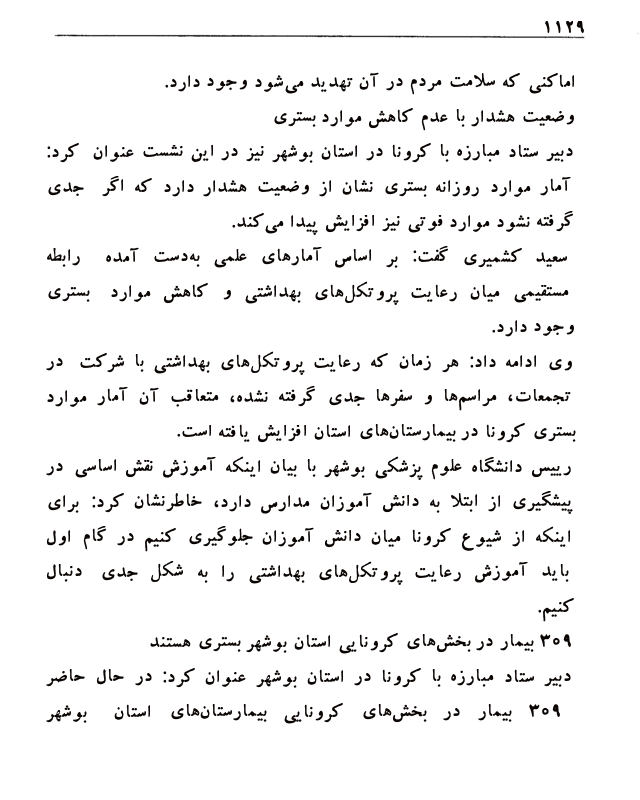 ۱۱۲۹
اماکنی که سلامت مردم در آن تهدید می‌شود وجود دارد.
وضعیت هشدار با عدم کاهش موارد بستری
دبیر ستاد مبارزه با کرونا در استان بوشهر نیز در این نشست عنوان کرد:
آمار موارد روزانه بستری نشان از وضعیت هشدار دارد که اگر جدی
گرفته نشود موارد فوتی نیز افزایش پیدا می‌کند.
سعید کشمیری گفت: بر اساس آمارهای علمی به‌دست آمده رابطه
مستقیمی میان رعایت پروتکل‌های بهداشتی و کاهش موارد بستری
وجود دارد.
وی ادامه داد: هر زمان که رعایت پروتکل‌های بهداشتی با شرکت در
تجمعات، مراسم‌ها و سفرها جدی گرفته نشده، متعاقب آن آمار موارد
بستری کرونا در بیمارستان‌های استان افزایش یافته است.
رییس دانشگاه علوم پزشکی بوشهر با بیان اینکه آموزش نقش اساسی در
پیشگیری از ابتلا به دانش آموزان مدارس دارد، خاطرنشان کرد: برای
اینکه از شیوع کرونا میان دانش آموزان جلوگیری کنیم در گام اول
باید آموزش رعایت پروتکل‌های بهداشتی را به شکل جدی دنبال
کنیم.
۳۰۹ بیمار در بخش‌های کرونایی استان بوشهر بستری هستند
دبیر ستاد مبارزه با کرونا در استان بوشهر عنوان کرد: در حال حاضر
۳۰۹ بیمار در بخش‌های کرونایی بیمارستان‌های استان بوشهر